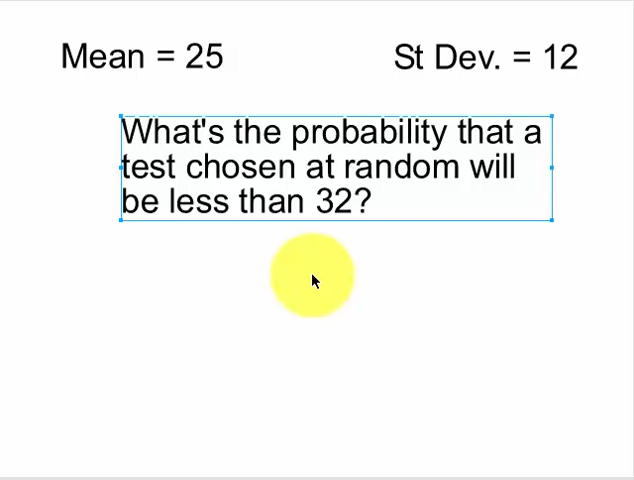 Mean = 25 St Dev. = 12
What's the probability that a
test chosen at random will
be less than 32?